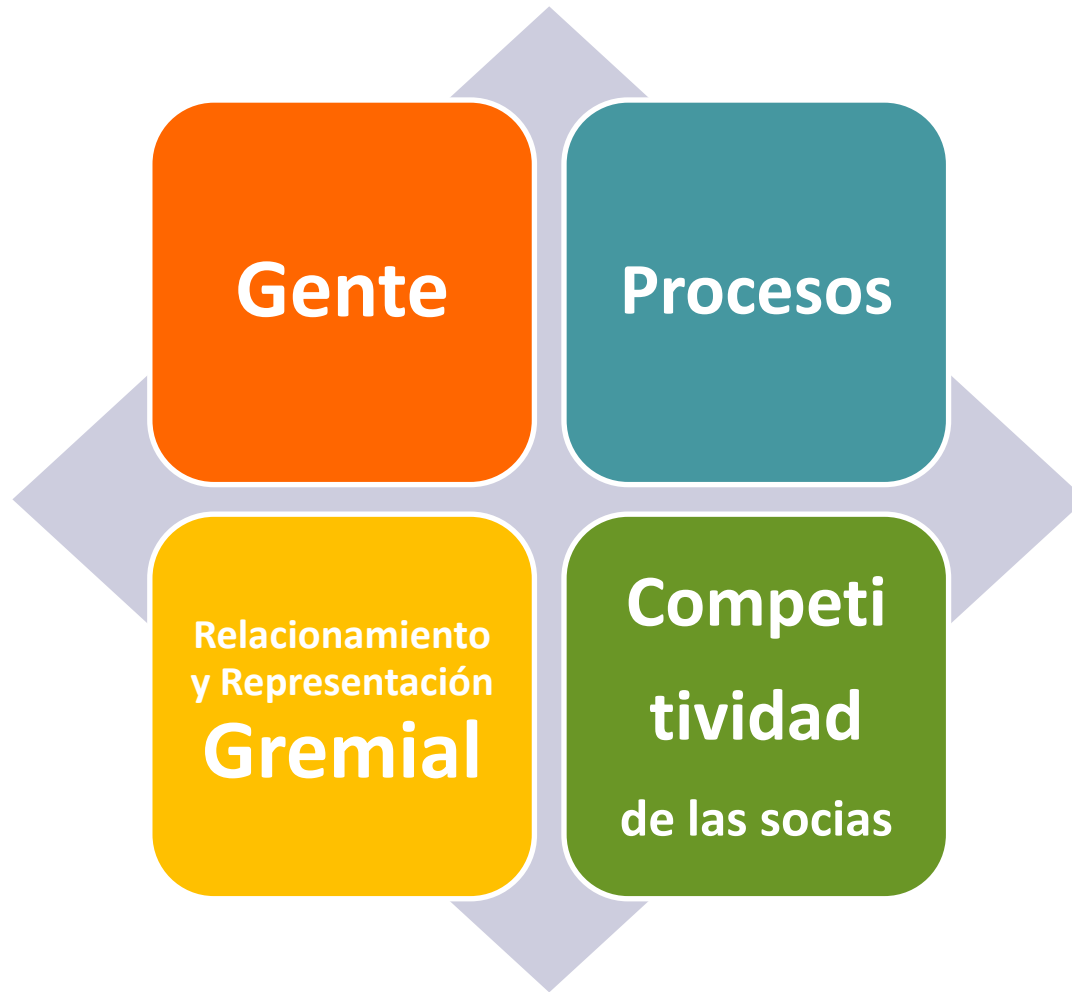 Gente
Procesos
Relacionamiento
y Representación
Gremial
Competi
tividad
de las socias